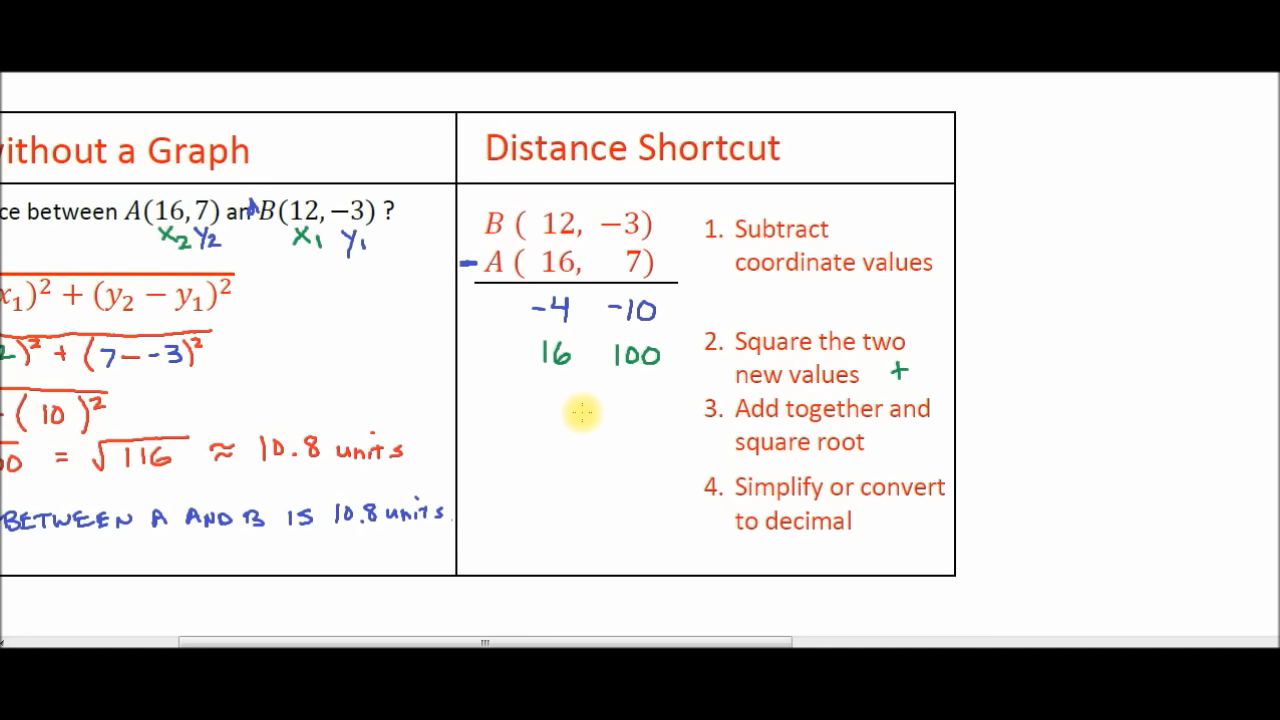 without a Graph
ce between A(16,7) an B(12,−3) ?
x₂ y₂ x₁ y₁
x₁)² + (y₂ − y₁)²
2)² + (7 − -3)²
(10)²
00 = √116 ≈ 10.8 units
BETWEEN A AND B IS 10.8 units.
Distance Shortcut
B ( 12, −3)
- A ( 16, 7)
-4 -10
16 100
1. Subtract
coordinate values
2. Square the two
new values +
3. Add together and
square root
4. Simplify or convert
to decimal